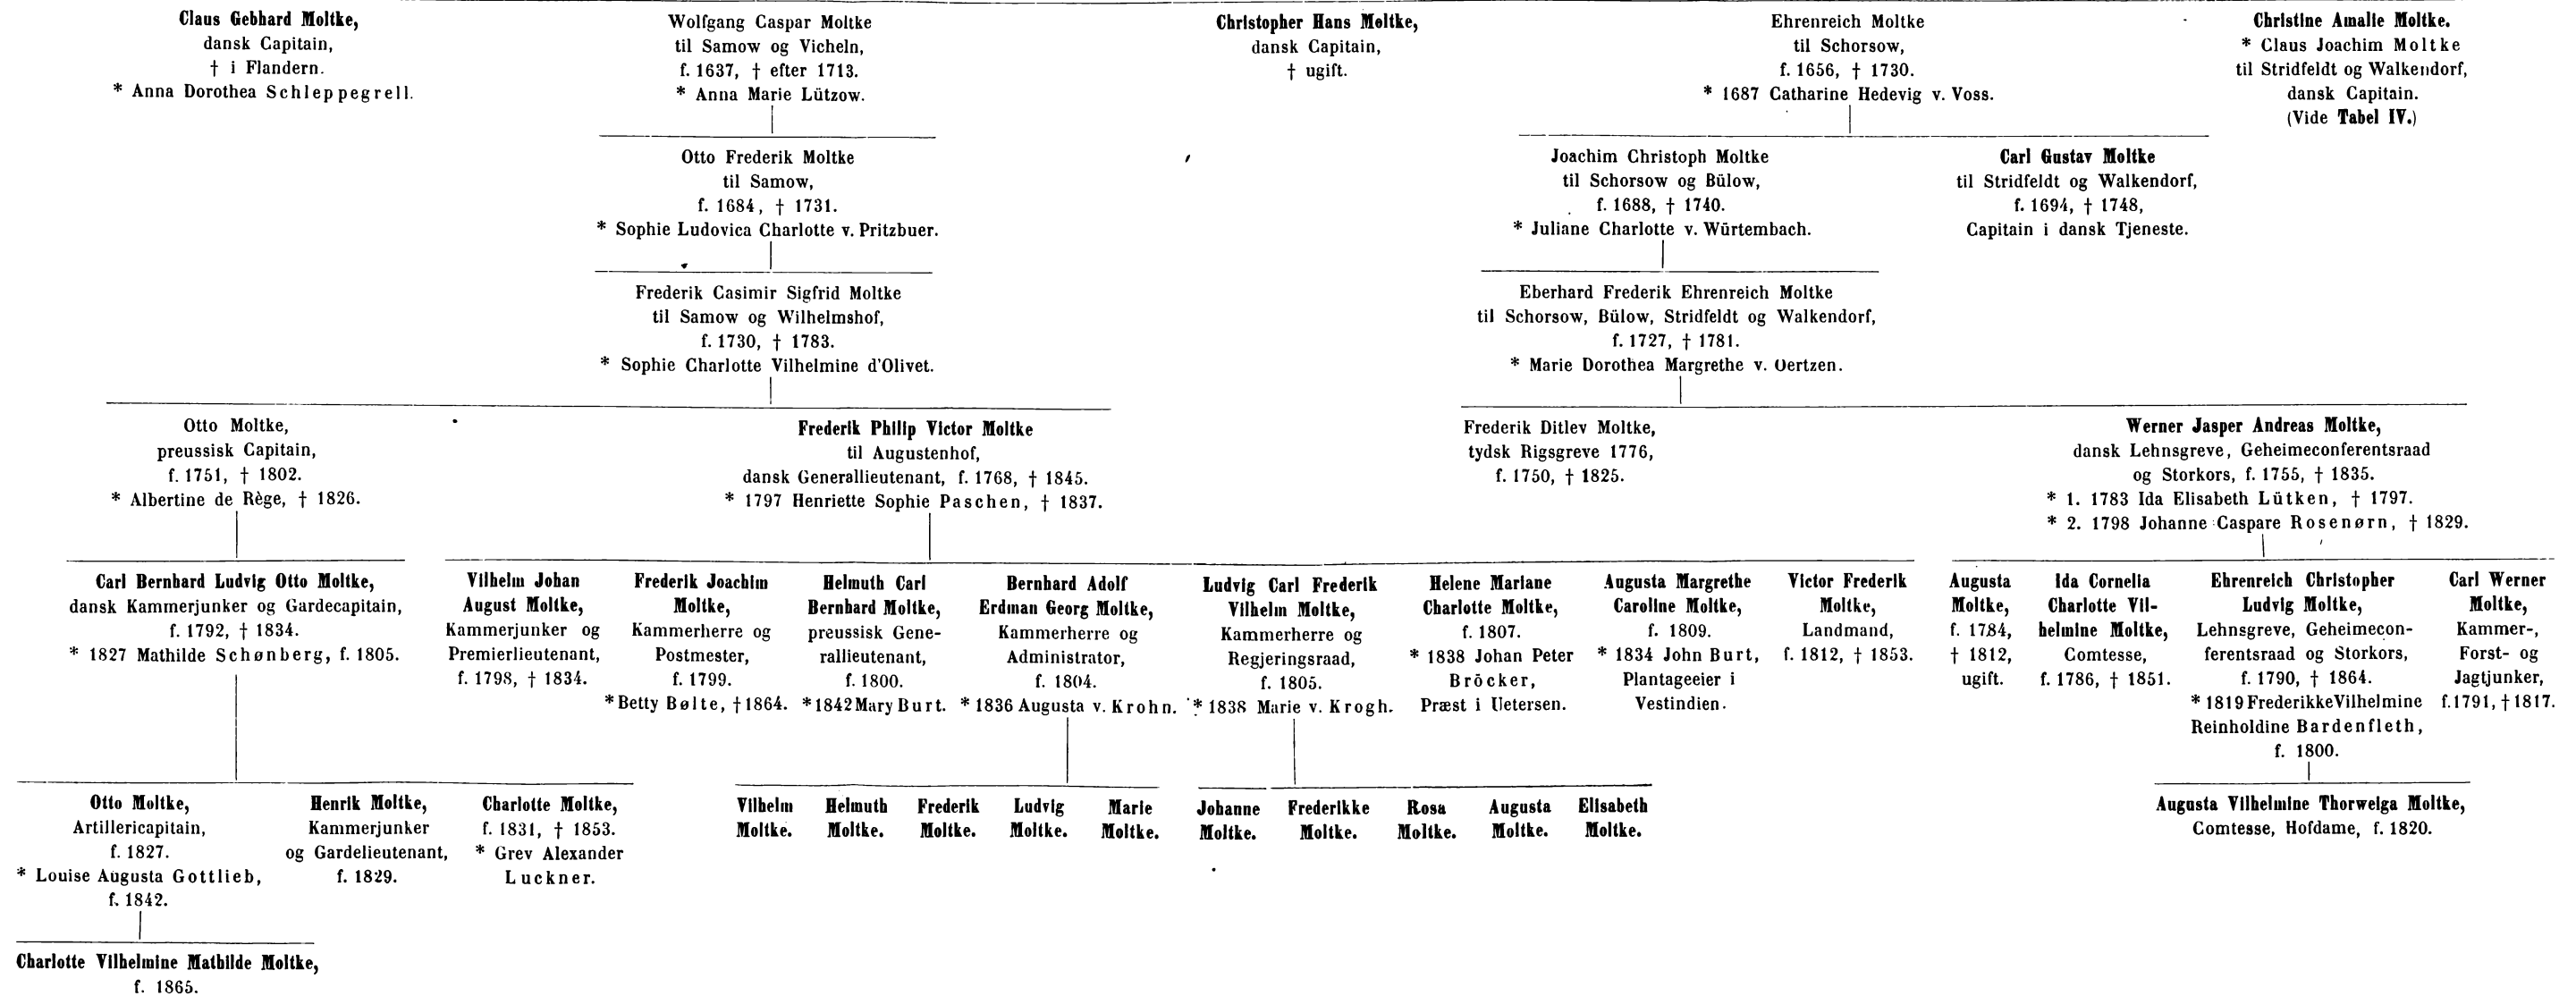 Claus Gebhard Moltke,
dansk Capitain,
† i Flandern.
* Anna Dorothea Schleppegrell.
Wolfgang Caspar Moltke
til Samow og Vicheln,
f. 1637, † efter 1713.
* Anna Marie Lützow.
Christopher Hans Moltke,
dansk Capitain,
† ugift.
Ehrenreich Moltke
til Schorsow,
f. 1656, † 1730.
* 1687 Catharine Hedevig v. Voss.
Christine Amalie Moltke.
* Claus Joachim Moltke
til Stridfeldt og Walkendorf,
dansk Capitain.
(Vide Tabel IV.)
Otto Frederik Moltke
til Samow,
f. 1684, † 1731.
* Sophie Ludovica Charlotte v. Pritzbuer.
Joachim Christoph Moltke
til Schorsow og Bülow,
f. 1688, † 1740.
* Juliane Charlotte v. Würtembach.
Carl Gustav Moltke
til Stridfeldt og Walkendorf,
f. 1694, † 1748,
Capitain i dansk Tjeneste.
Frederik Casimir Sigfrid Moltke
til Samow og Wilhelmshof,
f. 1730, † 1783.
* Sophie Charlotte Vilhelmine d'Olivet.
Eberhard Frederik Ehrenreich Moltke
til Schorsow, Bülow, Stridfeldt og Walkendorf,
f. 1727, † 1781.
* Marie Dorothea Margrethe v. Oertzen.
Otto Moltke,
preussisk Capitain,
f. 1751, † 1802.
* Albertine de Rège, † 1826.
Frederik Philip Victor Moltke
til Augustenhof,
dansk Generallieutenant, f. 1768, † 1845.
* 1797 Henriette Sophie Paschen, † 1837.
Frederik Ditlev Moltke,
tydsk Rigsgreve 1776,
f. 1750, † 1825.
Werner Jasper Andreas Moltke,
dansk Lehnsgreve, Geheimeconferentsraad
og Storkors, f. 1755, † 1835.
* 1. 1783 Ida Elisabeth Lütken, † 1797.
* 2. 1798 Johanne Caspare Rosenørn, † 1829.
Carl Bernhard Ludvig Otto Moltke,
dansk Kammerjunker og Gardecapitain,
f. 1792, † 1834.
* 1827 Mathilde Schønberg, f. 1805.
Vilhelm Johan
August Moltke,
Kammerjunker og
Premierlieutenant,
f. 1798, † 1834.
Frederik Joachim
Moltke,
Kammerherre og
Postmester,
f. 1799.
* Betty Bølte, † 1864.
Helmuth Carl
Bernhard Moltke,
preussisk Gene-
rallieutenant,
f. 1800.
* 1842 Mary Burt.
Bernhard Adolf
Erdman Georg Moltke,
Kammerherre og
Administrator,
f. 1804.
* 1836 Augusta v. Krohn.
Ludvig Carl Frederik
Vilhelm Moltke,
Kammerherre og
Regjeringsraad,
f. 1805.
* 1838 Marie v. Krogh.
Helene Mariane
Charlotte Moltke,
f. 1807.
* 1838 Johan Peter
Bröcker,
Præst i Uetersen.
Augusta Margrethe
Caroline Moltke,
f. 1809.
* 1834 John Burt,
Plantageeier i
Vestindien.
Victor Frederik
Moltke,
Landmand,
f. 1812, † 1853.
Augusta
Moltke,
f. 1784,
† 1812,
ugift.
Ida Cornelia
Charlotte Vil-
helmine Moltke,
Comtesse,
f. 1786, † 1851.
Ehrenreich Christopher
Ludvig Moltke,
Lehnsgreve, Geheimecon-
ferentsraad og Storkors,
f. 1790, † 1864.
* 1819 Frederikke Vilhelmine
Reinholdine Bardenfleth,
f. 1800.
Carl Werner
Moltke,
Kammer-,
Forst- og
Jagtjunker,
f. 1791, † 1817.
Otto Moltke,
Artillericapitain,
f. 1827.
* Louise Augusta Gottlieb,
f. 1842.
Henrik Moltke,
Kammerjunker
og Gardelieutenant,
f. 1829.
Charlotte Moltke,
f. 1831, † 1853.
* Grev Alexander
Luckner.
Vilhelm
Moltke.
Helmuth
Moltke.
Frederik
Moltke.
Ludvig
Moltke.
Marie
Moltke.
Johanne
Moltke.
Frederikke
Moltke.
Rosa
Moltke.
Augusta
Moltke.
Elisabeth
Moltke.
Augusta Vilhelmine Thorweiga Moltke,
Comtesse, Hofdame, f. 1820.
Charlotte Vilhelmine Mathilde Moltke,
f. 1865.